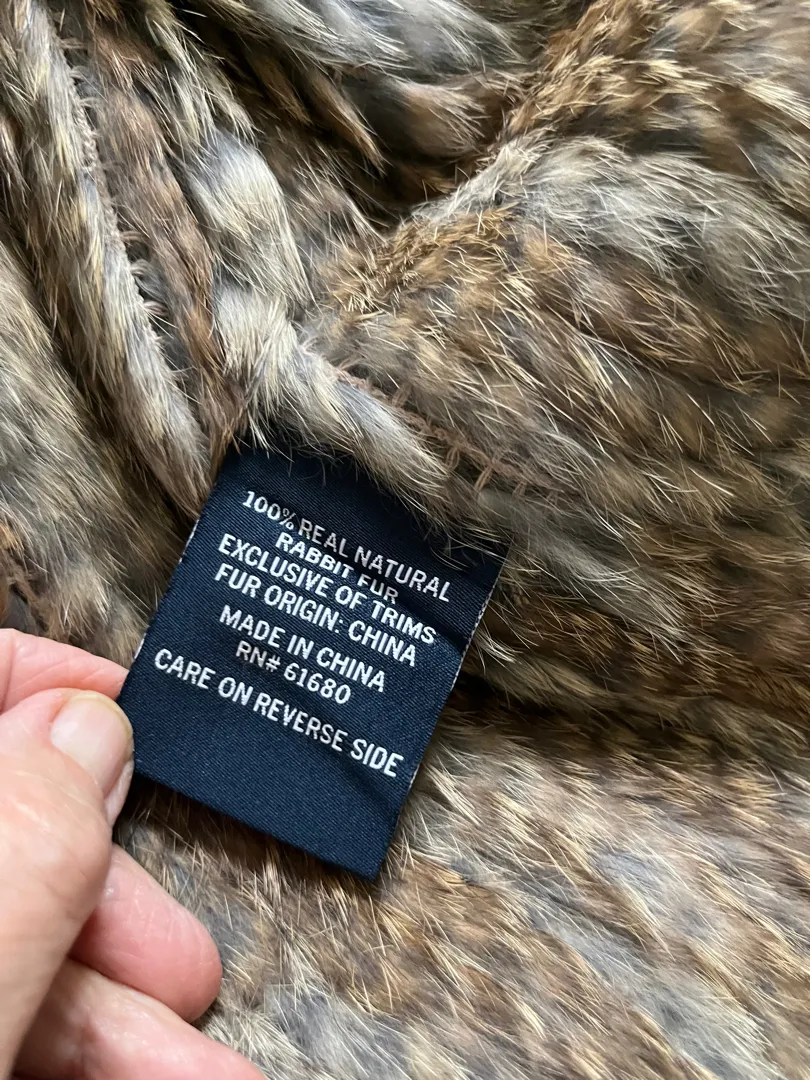 100% REAL NATURAL
RABBIT FUR
EXCLUSIVE OF TRIMS
FUR ORIGIN: CHINA
MADE IN CHINA
RN# 61680
CARE ON REVERSE SIDE